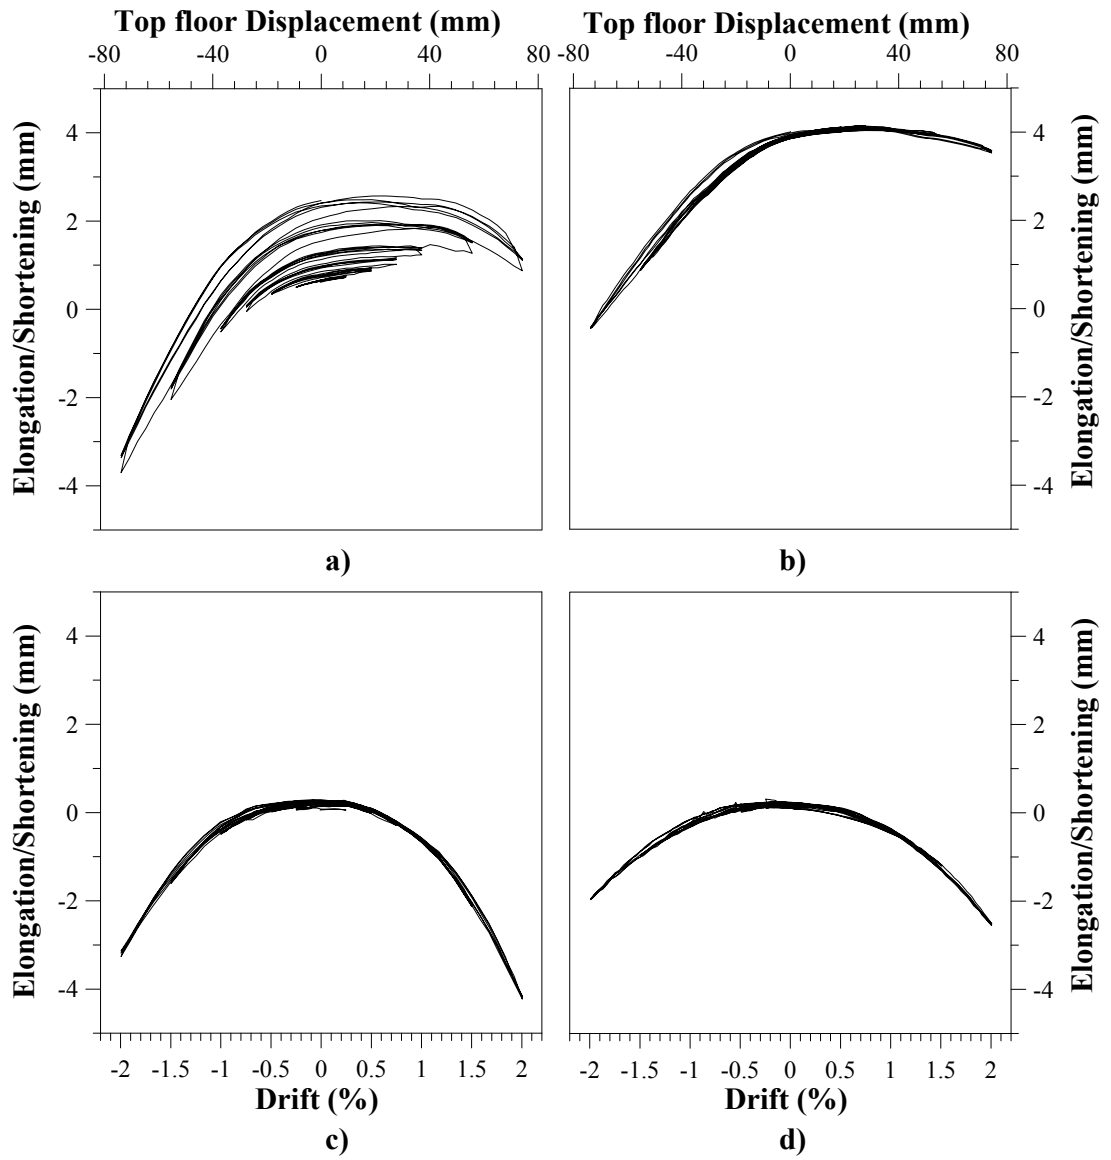 Top floor Displacement (mm)
-80 -40 0 40 80
Top floor Displacement (mm)
-80 -40 0 40 80
Elongation/Shortening (mm)
4
2
0
-2
-4
a)
4
2
0
-2
-4
Elongation/Shortening (mm)
b)
Elongation/Shortening (mm)
4
2
0
-2
-4
-2 -1.5 -1 -0.5 0 0.5 1 1.5 2
Drift (%)
c)
4
2
0
-2
-4
Elongation/Shortening (mm)
-2 -1.5 -1 -0.5 0 0.5 1 1.5 2
Drift (%)
d)